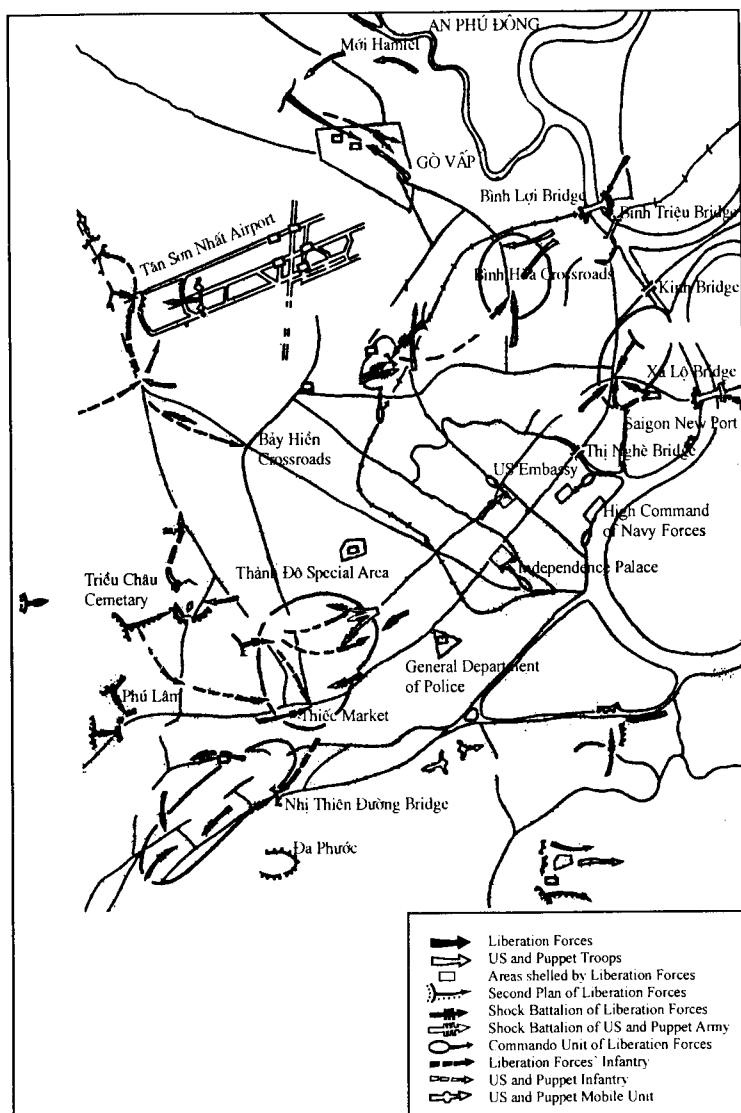 AN PHÚ ĐÔNG
Mới Hamlet
GÒ VẤP
Bình Lợi Bridge
Bình Triệu Bridge
Tân Sơn Nhất Airport
Bình Hòa Crossroads
Kinh Bridge
Xa Lộ Bridge
Saigon New Port
Bảy Hiền
Crossroads
Thị Nghè Bridge
US Embassy
High Command
of Navy Forces
Thành Đô Special Area
Independence Palace
Triều Châu
Cemetary
General Department
of Police
Phú Lâm
Thiếc Market
Nhị Thiên Đường Bridge
Đa Phước
Liberation Forces
US and Puppet Troops
Areas shelled by Liberation Forces
Second Plan of Liberation Forces
Shock Battalion of Liberation Forces
Shock Battalion of US and Puppet Army
Commando Unit of Liberation Forces
Liberation Forces' Infantry
US and Puppet Infantry
US and Puppet Mobile Unit